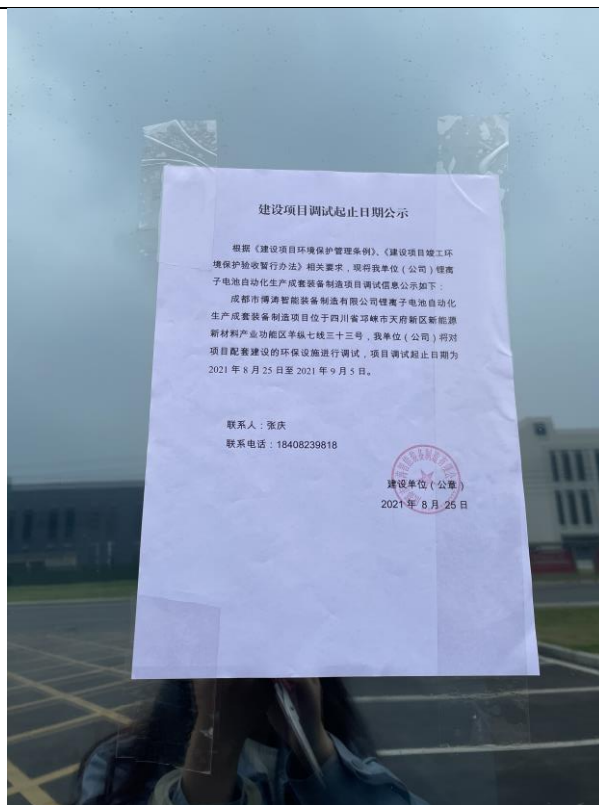 建设项目调试起止日期公示
根据《建设项目环境保护管理条例》、《建设项目竣工环
境保护验收暂行办法》相关要求，现将我单位（公司）锂离
子电池自动化生产成套装备制造项目调试信息公示如下：
成都市博涛智能装备制造有限公司锂离子电池自动化
生产成套装备制造项目位于四川省邛崃市天府新区新能源
新材料产业功能区羊纵七线三十三号，我单位（公司）将对
项目配套建设的环保设施进行调试，项目调试起止日期为
2021 年 8 月 25 日至 2021 年 9 月 5 日。
联系人：张庆
联系电话：18408239818
建设单位（公章）
2021 年 8 月 25 日